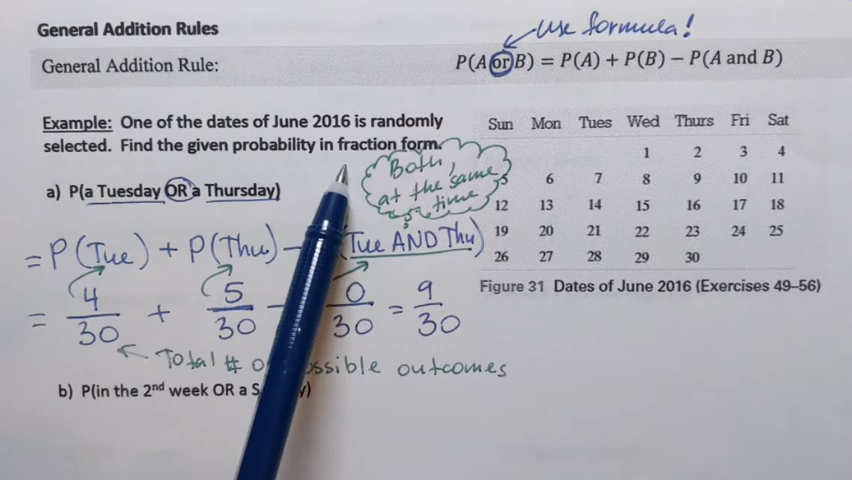 General Addition Rules
Use formula!
General Addition Rule: P(A or B) = P(A) + P(B) − P(A and B)
Example: One of the dates of June 2016 is randomly
selected. Find the given probability in fraction form.
Both,
at the same
time
a) P(a Tuesday OR a Thursday)
= P(Tue) + P(Thu) − (Tue AND Thu)
= 4/30 + 5/30 − 0/30 = 9/30
Total # of possible outcomes
b) P(in the 2nd week OR a S y)
Sun Mon Tues Wed Thurs Fri Sat
1 2 3 4
5 6 7 8 9 10 11
12 13 14 15 16 17 18
19 20 21 22 23 24 25
26 27 28 29 30
Figure 31 Dates of June 2016 (Exercises 49–56)